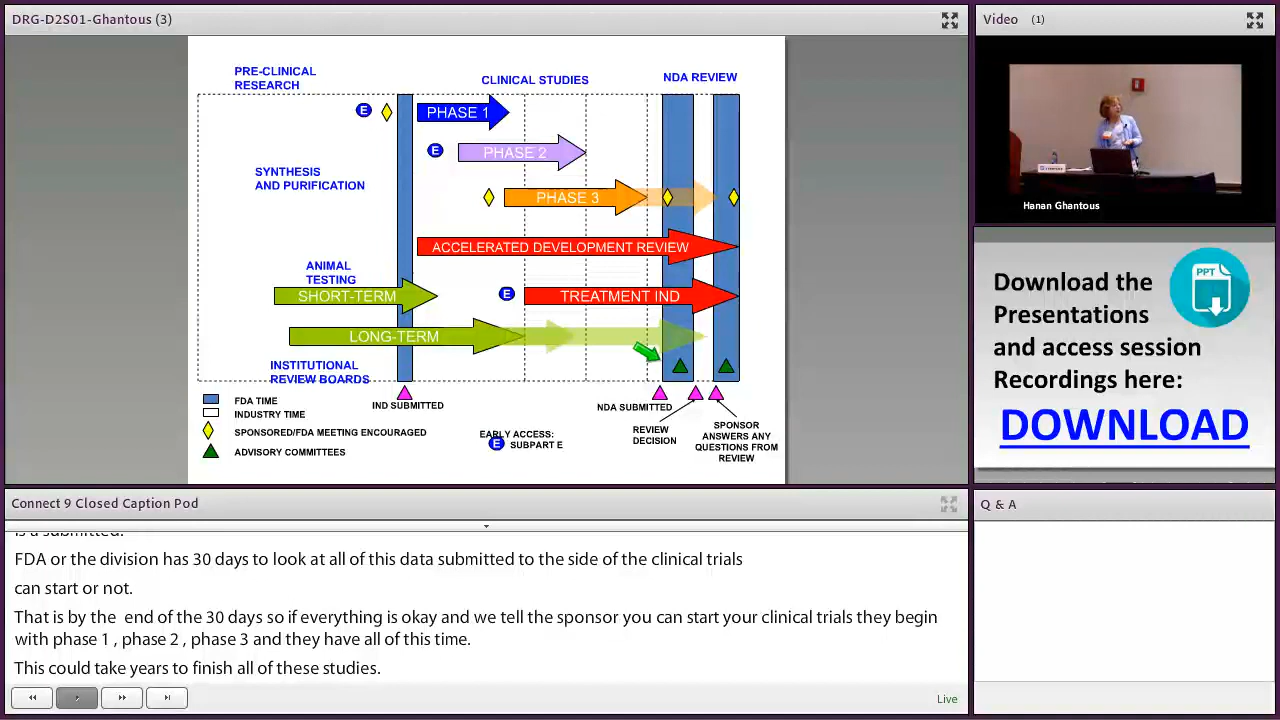 DRG-D2S01-Ghantous (3)
PRE-CLINICAL
RESEARCH
CLINICAL STUDIES
NDA REVIEW
E
PHASE 1
E
PHASE 2
SYNTHESIS
AND PURIFICATION
PHASE 3
ACCELERATED DEVELOPMENT REVIEW
ANIMAL
TESTING
SHORT-TERM
E
TREATMENT IND
LONG-TERM
INSTITUTIONAL
REVIEW BOARDS
FDA TIME
INDUSTRY TIME
SPONSORED/FDA MEETING ENCOURAGED
ADVISORY COMMITTEES
IND SUBMITTED
EARLY ACCESS:
E SUBPART E
NDA SUBMITTED
REVIEW
DECISION
SPONSOR
ANSWERS ANY
QUESTIONS FROM
REVIEW
Video (1)
Hanan Ghantous
PPT
Download the
Presentations
and access session
Recordings here:
DOWNLOAD
Connect 9 Closed Caption Pod
is a submitted.
FDA or the division has 30 days to look at all of this data submitted to the side of the clinical trials
can start or not.
That is by the end of the 30 days so if everything is okay and we tell the sponsor you can start your clinical trials they begin
with phase 1 , phase 2 , phase 3 and they have all of this time.
This could take years to finish all of these studies.
Live
Q & A